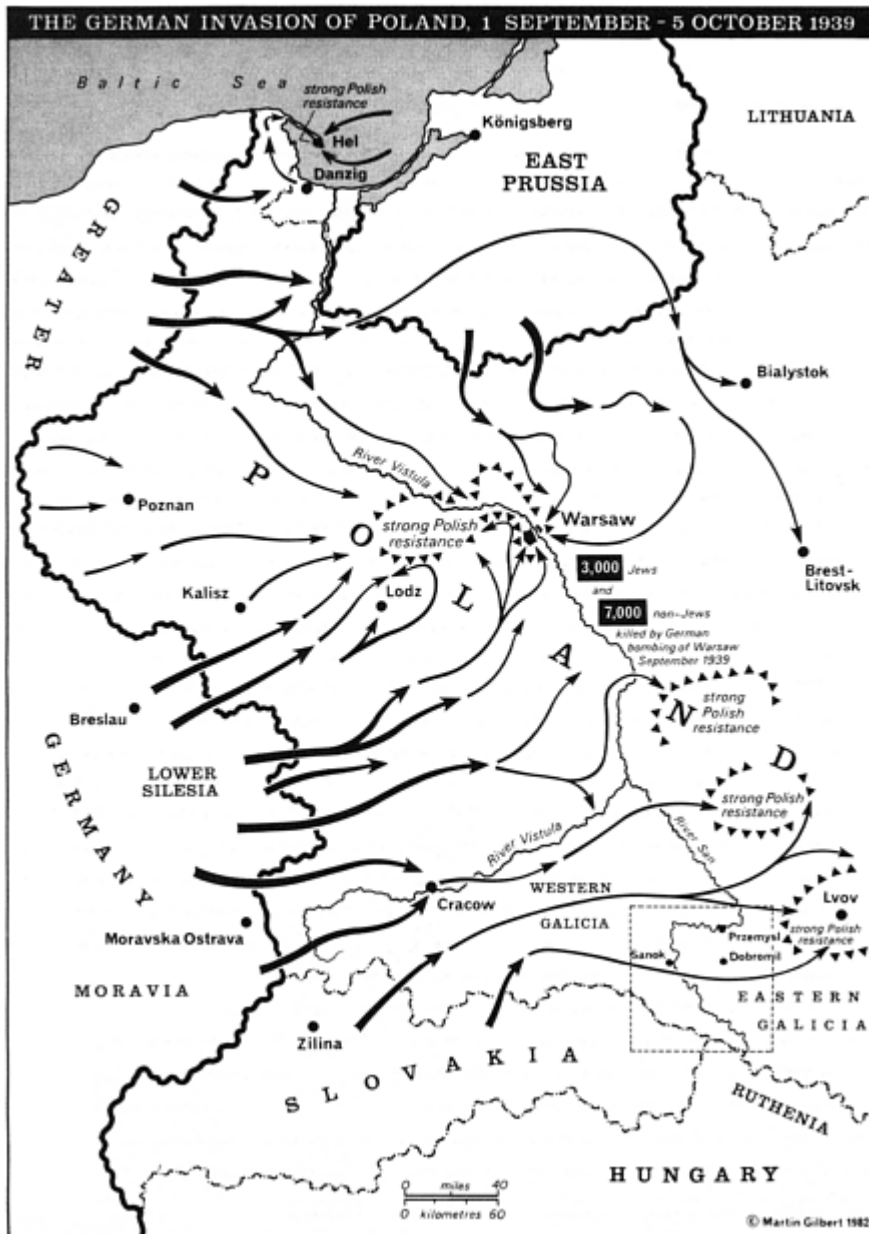 THE GERMAN INVASION OF POLAND, 1 SEPTEMBER - 5 OCTOBER 1939
Baltic Sea
strong Polish
resistance
Hel
Königsberg
LITHUANIA
EAST
PRUSSIA
Danzig
GREATER
GERMANY
Bialystok
River Vistula
POLAND
Poznan
strong Polish
resistance
Warsaw
Brest-
Litovsk
3,000 Jews
and
7,000 non-Jews
killed by German
bombing of Warsaw
September 1939
Kalisz
Lodz
Breslau
strong
Polish
resistance
LOWER
SILESIA
strong Polish
resistance
River Vistula
River San
Cracow
WESTERN
GALICIA
Lvov
strong Polish
resistance
Moravska Ostrava
Przemysl
Sanok
Dobromil
MORAVIA
EASTERN
GALICIA
Zilina
SLOVAKIA
RUTHENIA
HUNGARY
0 miles 40
0 kilometres 60
© Martin Gilbert 1982